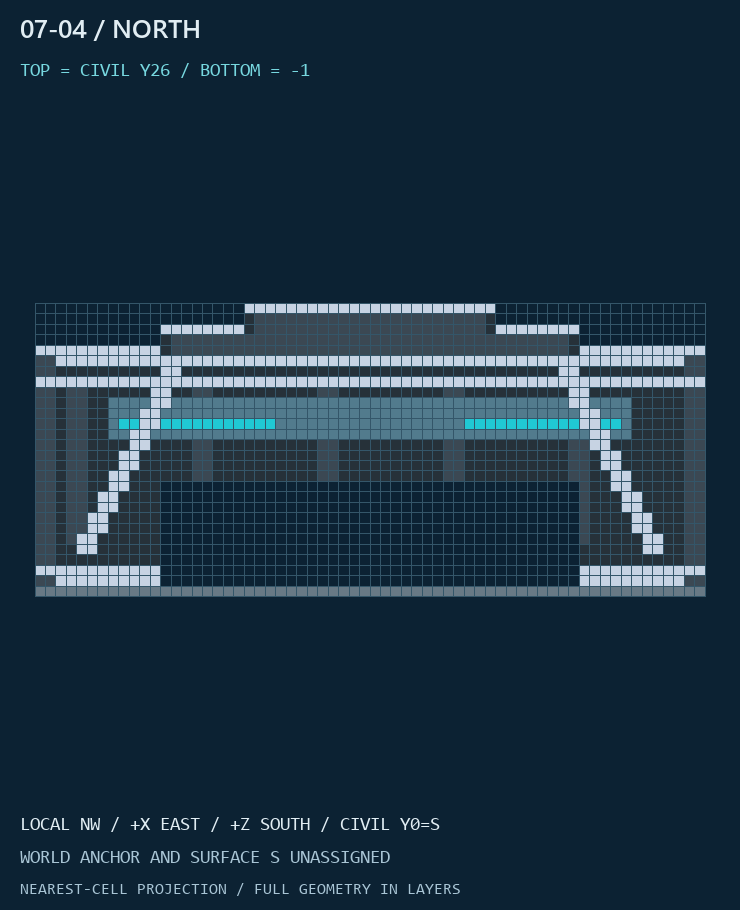 07-04 / NORTH
TOP = CIVIL Y26 / BOTTOM = -1
LOCAL NW / +X EAST / +Z SOUTH / CIVIL Y0=S
WORLD ANCHOR AND SURFACE S UNASSIGNED
NEAREST-CELL PROJECTION / FULL GEOMETRY IN LAYERS